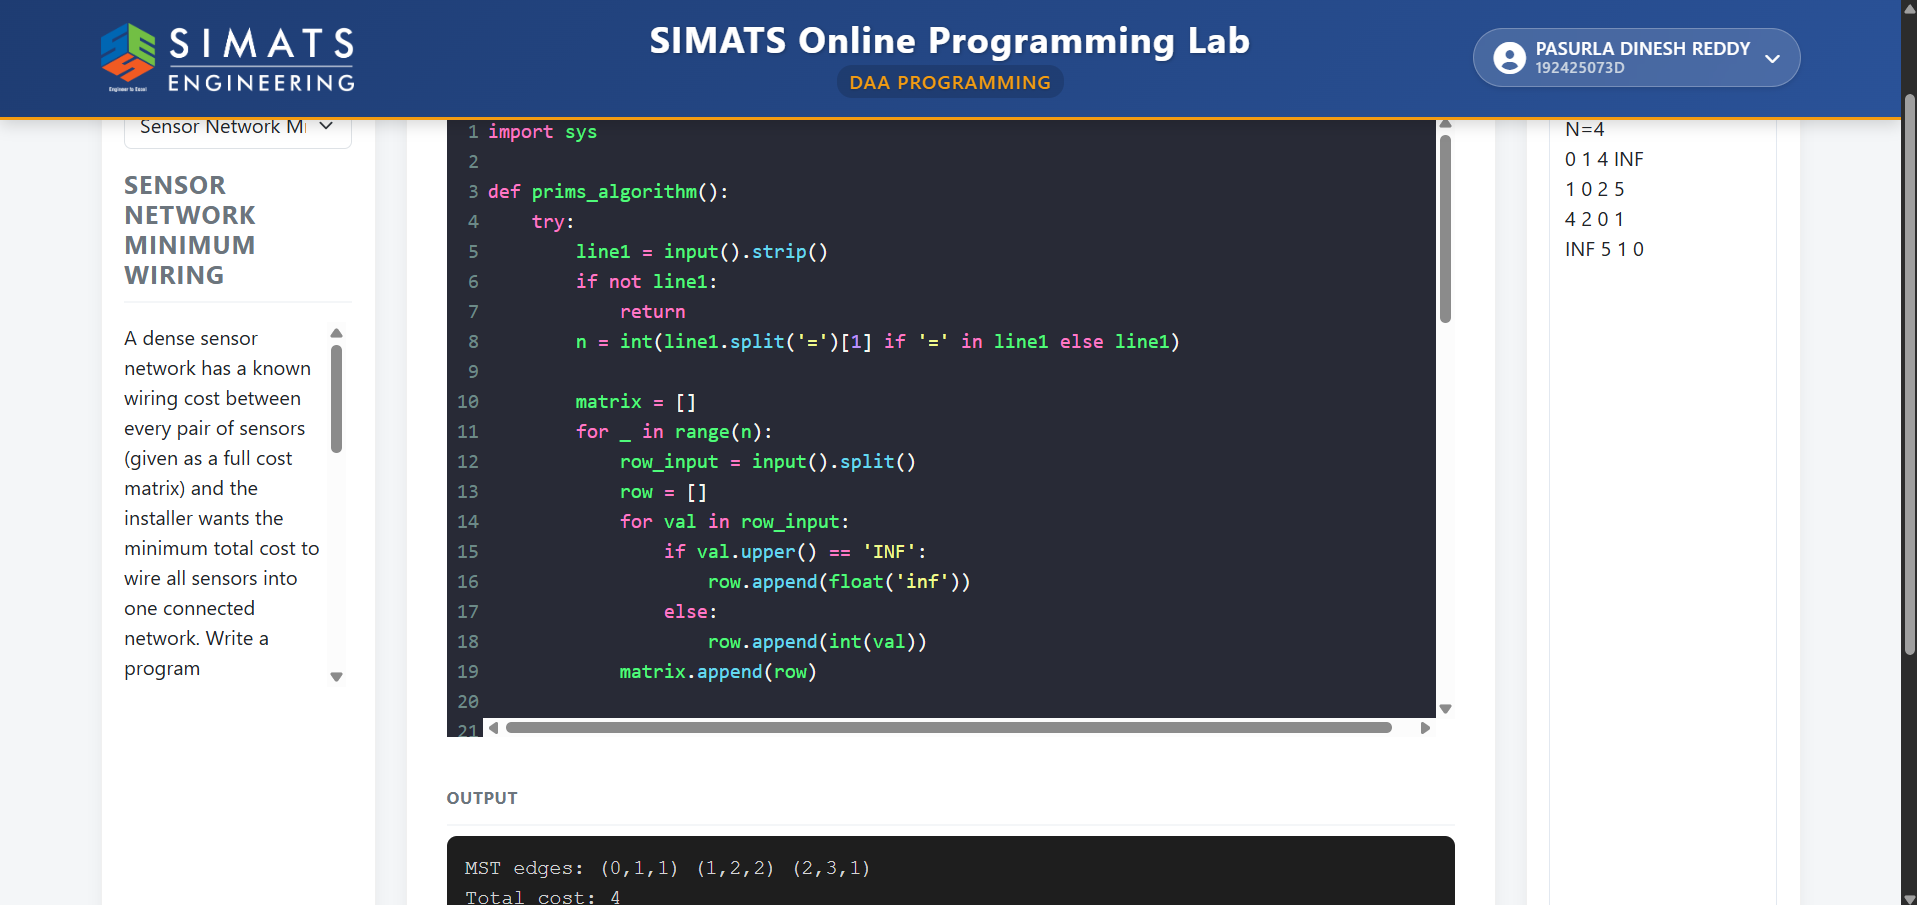 SIMATS
ENGINEERING
Engineer to Excel
SIMATS Online Programming Lab
DAA PROGRAMMING
PASURLA DINESH REDDY
192425073D
Sensor Network Mi
SENSOR
NETWORK
MINIMUM
WIRING
A dense sensor
network has a known
wiring cost between
every pair of sensors
(given as a full cost
matrix) and the
installer wants the
minimum total cost to
wire all sensors into
one connected
network. Write a
program
1 import sys
2
3 def prims_algorithm():
4     try:
5         line1 = input().strip()
6         if not line1:
7             return
8         n = int(line1.split('=')[1] if '=' in line1 else line1)
9
10         matrix = []
11         for _ in range(n):
12             row_input = input().split()
13             row = []
14             for val in row_input:
15                 if val.upper() == 'INF':
16                     row.append(float('inf'))
17                 else:
18                     row.append(int(val))
19             matrix.append(row)
20
21
OUTPUT
MST edges: (0,1,1) (1,2,2) (2,3,1)
Total cost: 4
N=4
0 1 4 INF
1 0 2 5
4 2 0 1
INF 5 1 0